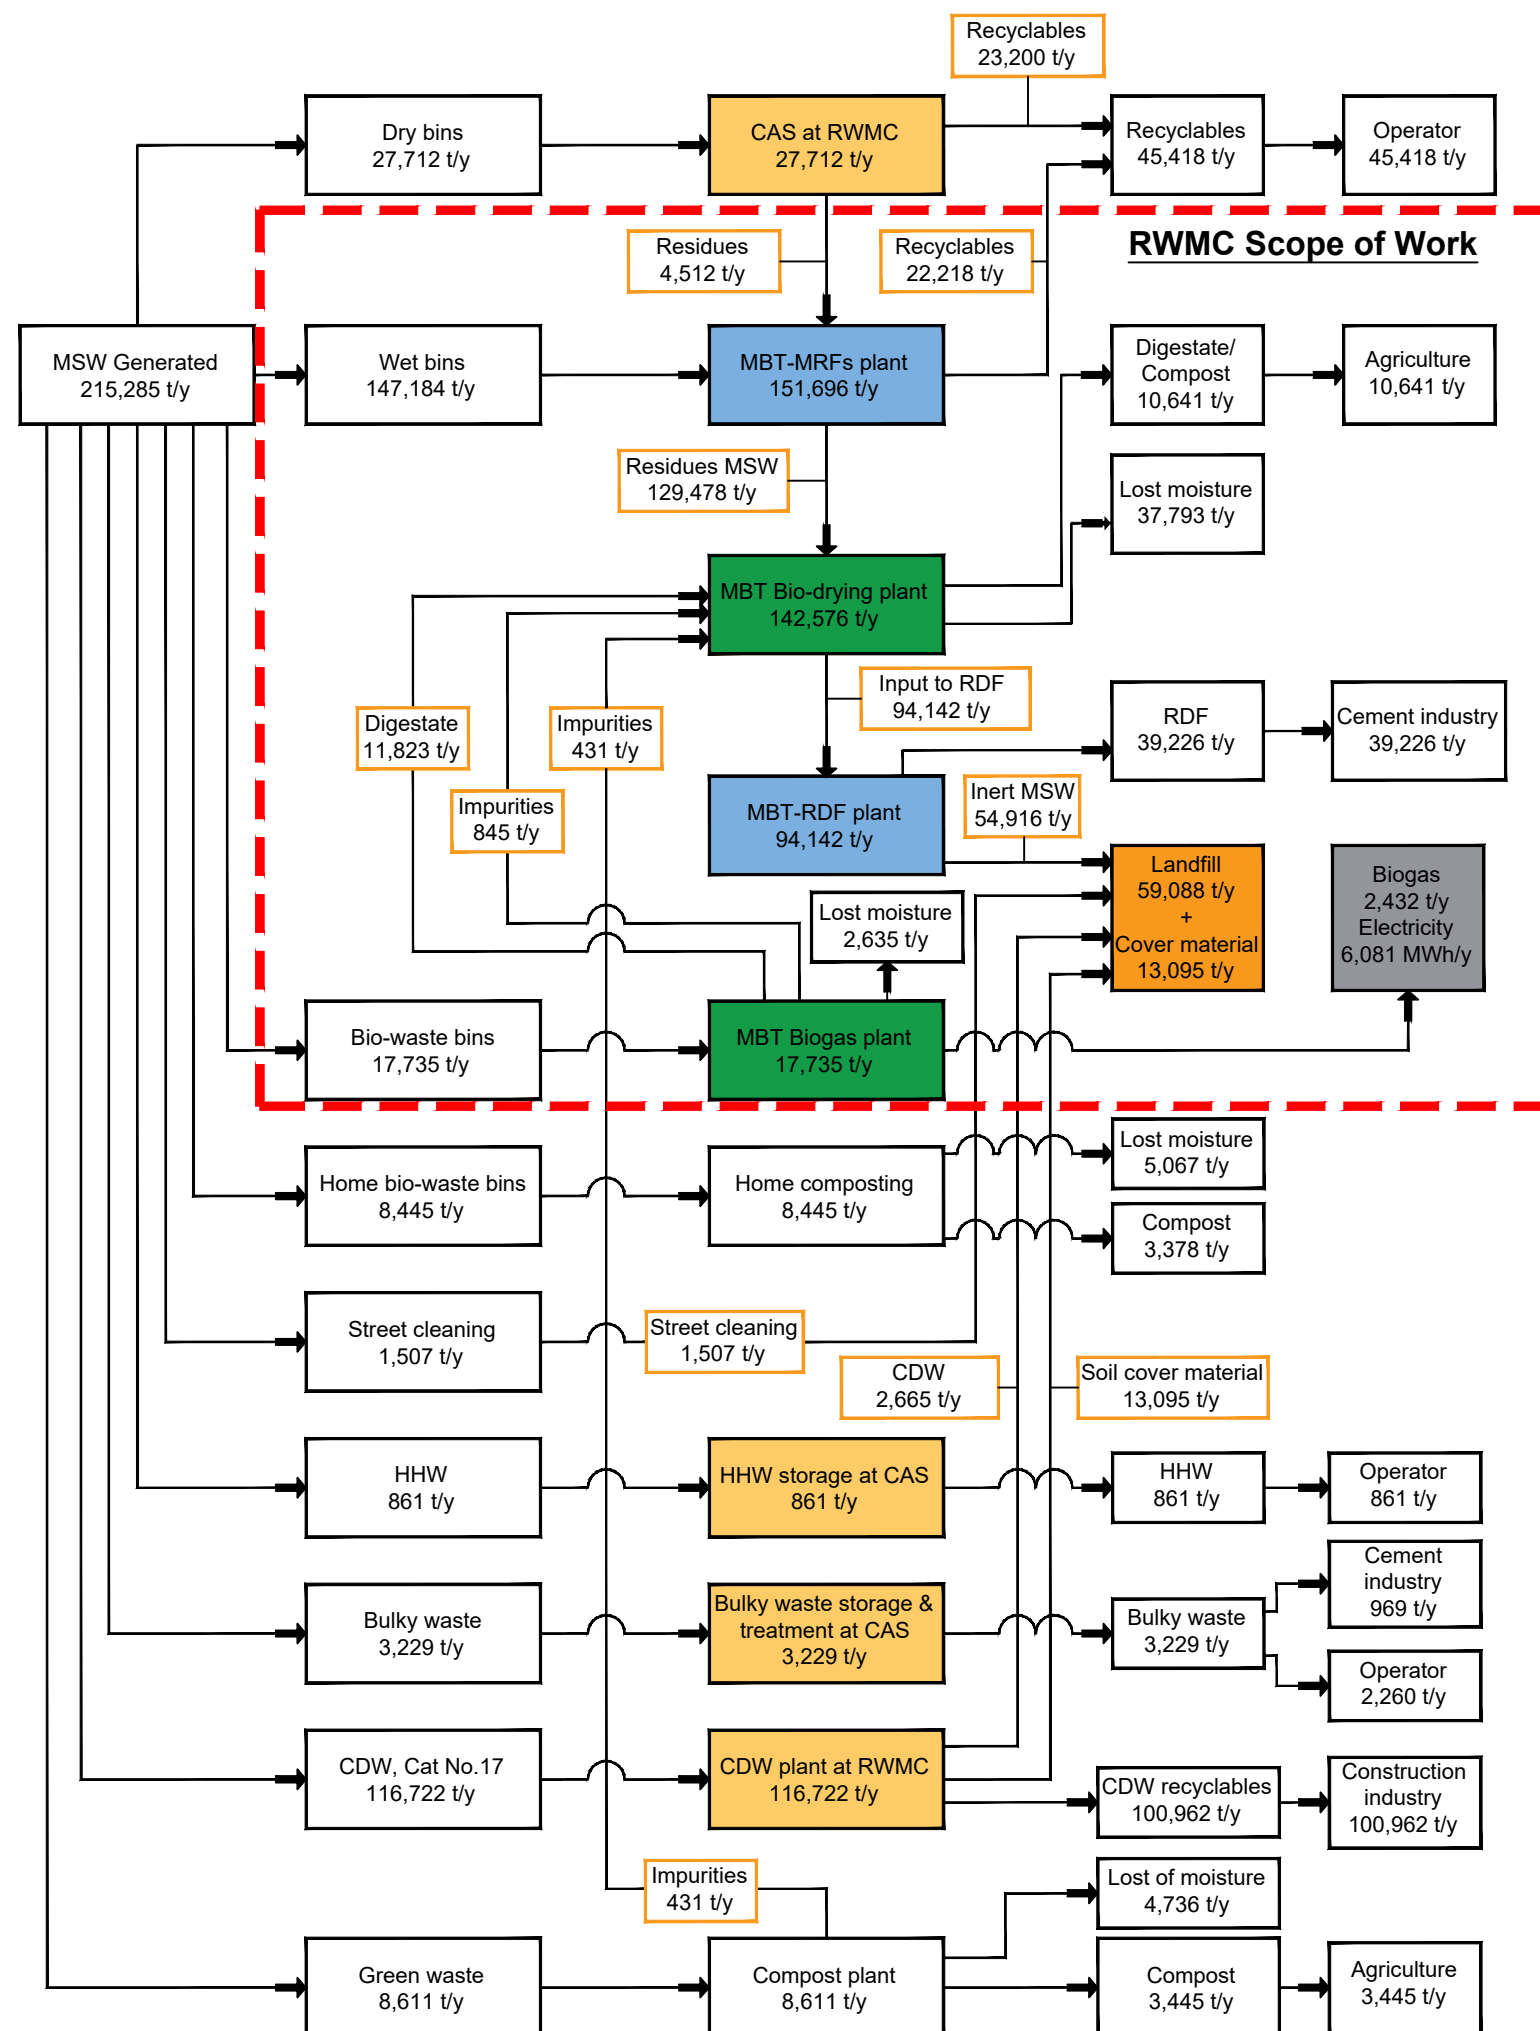 Recyclables
23,200 t/y
Dry bins
27,712 t/y
CAS at RWMC
27,712 t/y
Recyclables
45,418 t/y
Operator
45,418 t/y
RWMC Scope of Work
Residues
4,512 t/y
Recyclables
22,218 t/y
MSW Generated
215,285 t/y
Wet bins
147,184 t/y
MBT-MRFs plant
151,696 t/y
Digestate/
Compost
10,641 t/y
Agriculture
10,641 t/y
Residues MSW
129,478 t/y
Lost moisture
37,793 t/y
MBT Bio-drying plant
142,576 t/y
Input to RDF
94,142 t/y
Digestate
11,823 t/y
Impurities
431 t/y
RDF
39,226 t/y
Cement industry
39,226 t/y
Impurities
845 t/y
MBT-RDF plant
94,142 t/y
Inert MSW
54,916 t/y
Landfill
59,088 t/y
+
Cover material
13,095 t/y
Biogas
2,432 t/y
Electricity
6,081 MWh/y
Lost moisture
2,635 t/y
Bio-waste bins
17,735 t/y
MBT Biogas plant
17,735 t/y
Home bio-waste bins
8,445 t/y
Home composting
8,445 t/y
Lost moisture
5,067 t/y
Compost
3,378 t/y
Street cleaning
1,507 t/y
Street cleaning
1,507 t/y
CDW
2,665 t/y
Soil cover material
13,095 t/y
HHW
861 t/y
HHW storage at CAS
861 t/y
HHW
861 t/y
Operator
861 t/y
Bulky waste
3,229 t/y
Bulky waste storage &
treatment at CAS
3,229 t/y
Bulky waste
3,229 t/y
Cement
industry
969 t/y
Operator
2,260 t/y
CDW, Cat No.17
116,722 t/y
CDW plant at RWMC
116,722 t/y
CDW recyclables
100,962 t/y
Construction
industry
100,962 t/y
Impurities
431 t/y
Lost of moisture
4,736 t/y
Green waste
8,611 t/y
Compost plant
8,611 t/y
Compost
3,445 t/y
Agriculture
3,445 t/y